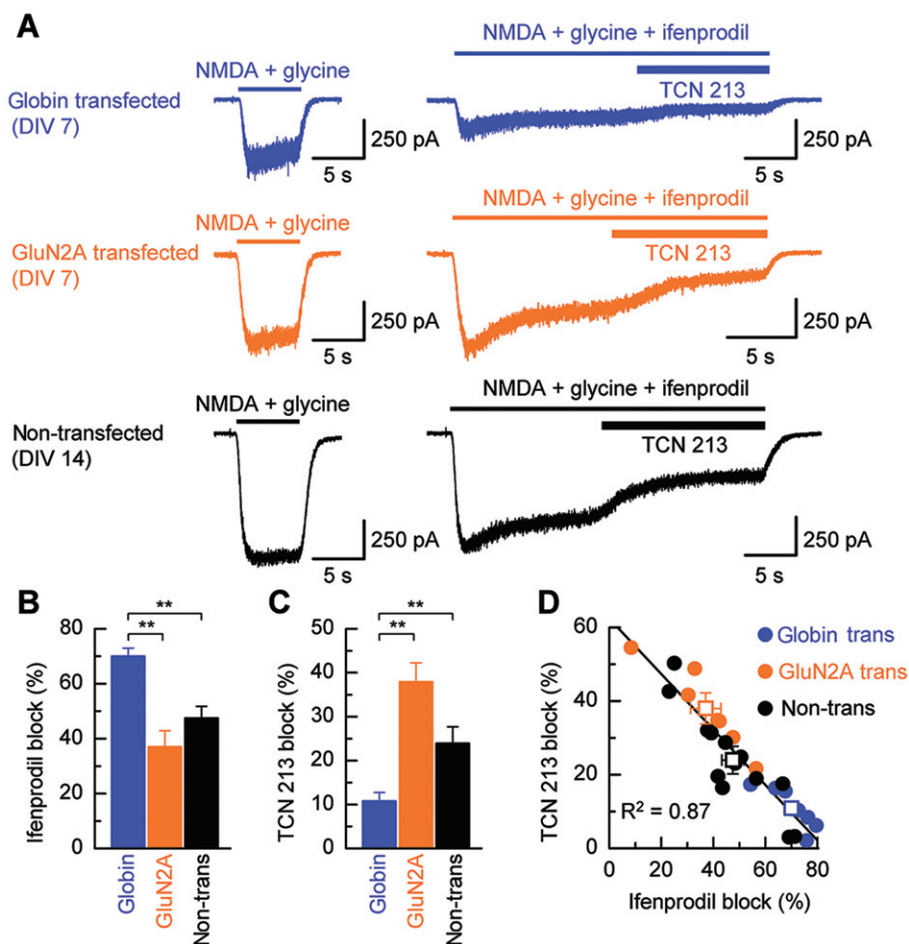 A
NMDA + glycine + ifenprodil
NMDA + glycine
Globin transfected
(DIV 7)
TCN 213
250 pA
5 s
250 pA
5 s
NMDA + glycine + ifenprodil
NMDA + glycine
GluN2A transfected
(DIV 7)
TCN 213
250 pA
5 s
250 pA
5 s
NMDA + glycine + ifenprodil
NMDA + glycine
Non-transfected
(DIV 14)
TCN 213
250 pA
5 s
250 pA
5 s
B
**
**
80
60
40
20
0
Ifenprodil block (%)
Globin
GluN2A
Non-trans
C
**
**
50
40
30
20
10
0
TCN 213 block (%)
Globin
GluN2A
Non-trans
D
60
40
20
0
TCN 213 block (%)
Globin trans
GluN2A trans
Non-trans
R² = 0.87
0 20 40 60 80
Ifenprodil block (%)